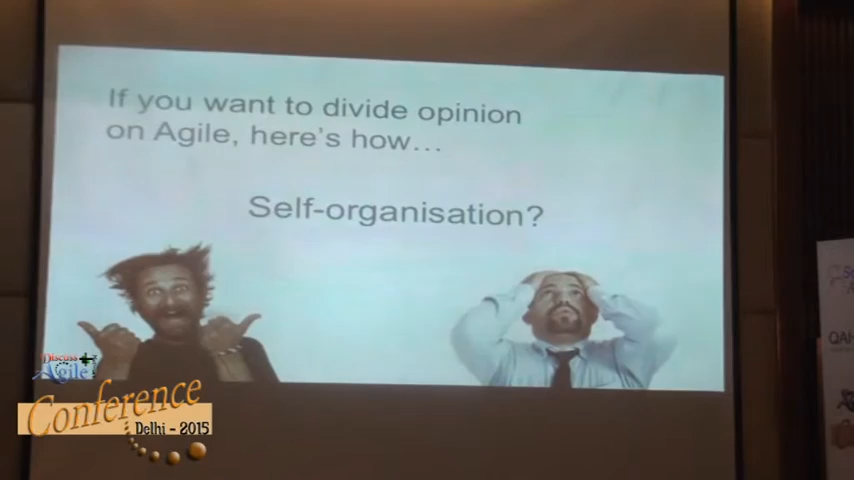 If you want to divide opinion
on Agile, here's how...
Self-organisation?
Discuss
Agile
Conference
Delhi - 2015